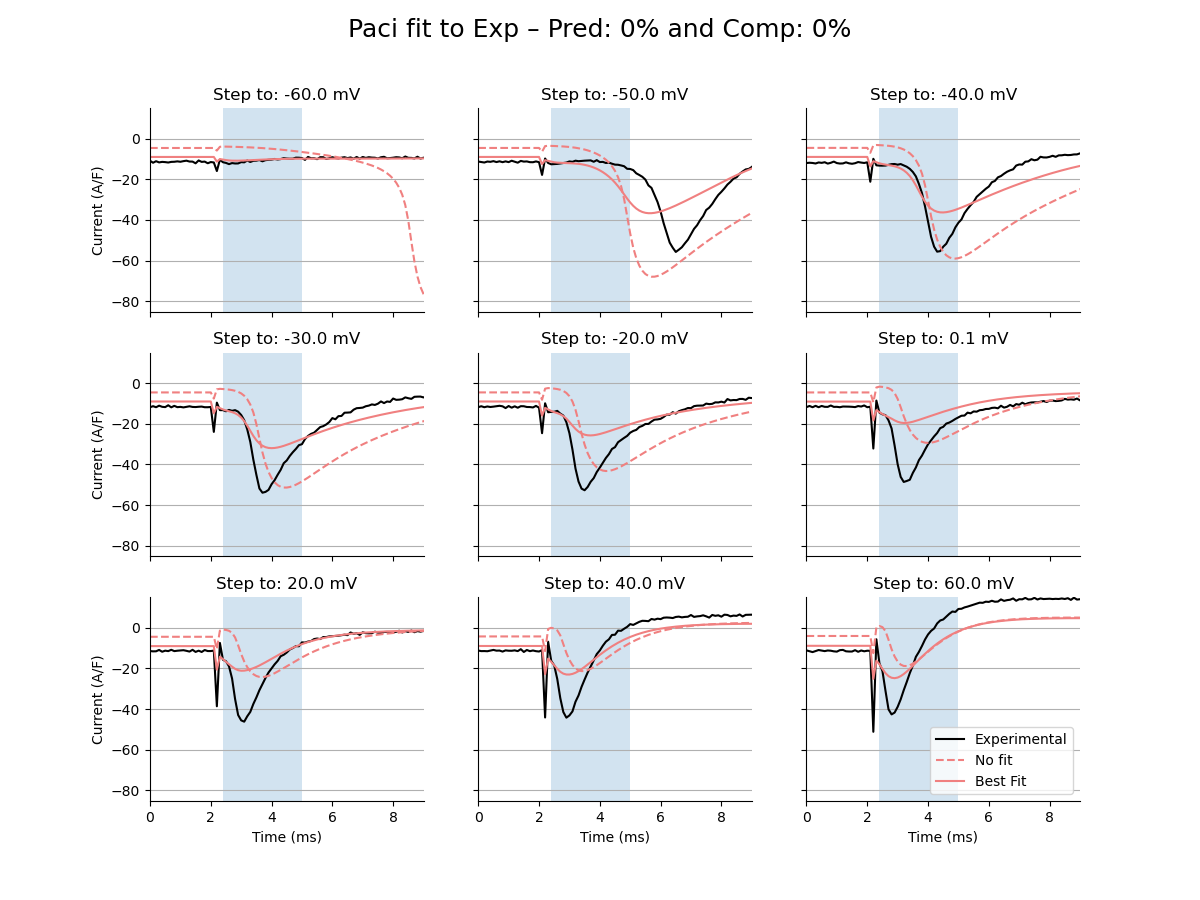 Paci fit to Exp – Pred: 0% and Comp: 0%
Step to: -60.0 mV
Step to: -50.0 mV
Step to: -40.0 mV
0
−20
−40
−60
−80
Current (A/F)
Step to: -30.0 mV
Step to: -20.0 mV
Step to: 0.1 mV
0
−20
−40
−60
−80
Current (A/F)
Step to: 20.0 mV
Step to: 40.0 mV
Step to: 60.0 mV
0
−20
−40
−60
−80
Current (A/F)
Experimental
No fit
Best Fit
0 2 4 6 8
0 2 4 6 8
0 2 4 6 8
Time (ms)
Time (ms)
Time (ms)